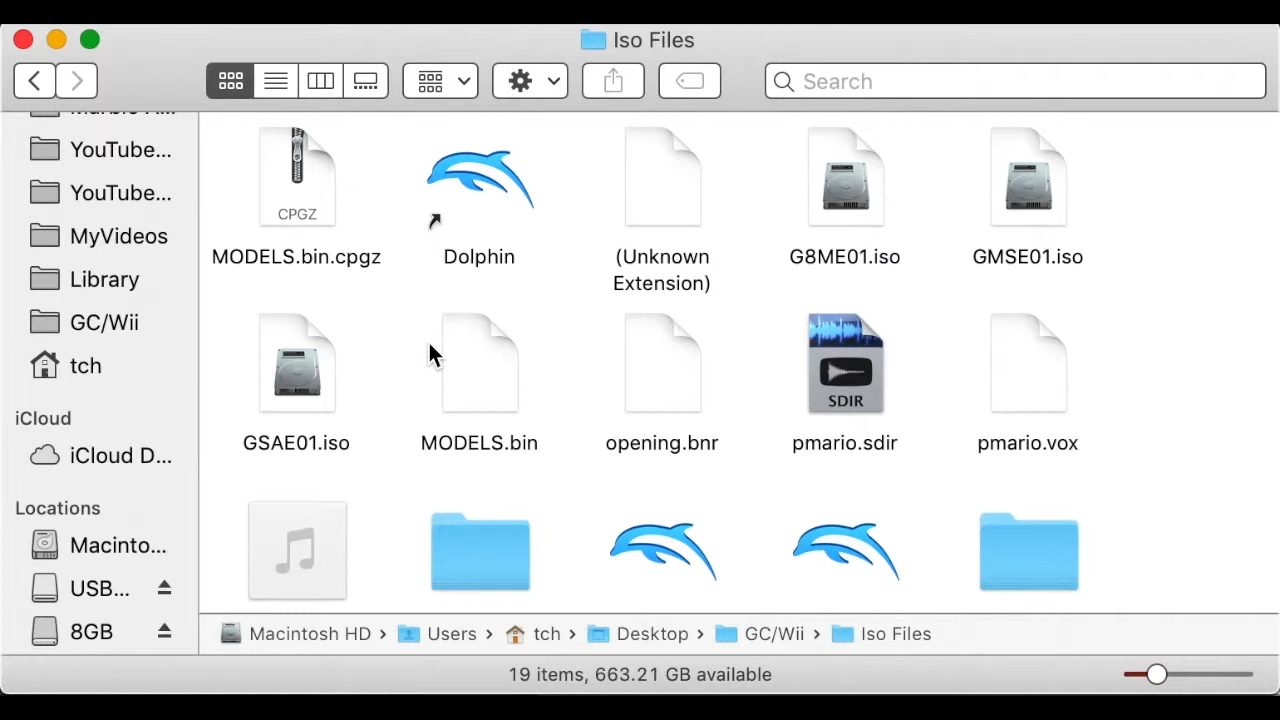 Iso Files
Search
YouTube...
YouTube...
MyVideos
Library
GC/Wii
tch
iCloud
iCloud D...
Locations
Macinto...
USB...
8GB
CPGZ
MODELS.bin.cpgz
Dolphin
(Unknown
Extension)
G8ME01.iso
GMSE01.iso
GSAE01.iso
MODELS.bin
opening.bnr
SDIR
pmario.sdir
pmario.vox
Macintosh HD › Users › tch › Desktop › GC/Wii › Iso Files
19 items, 663.21 GB available